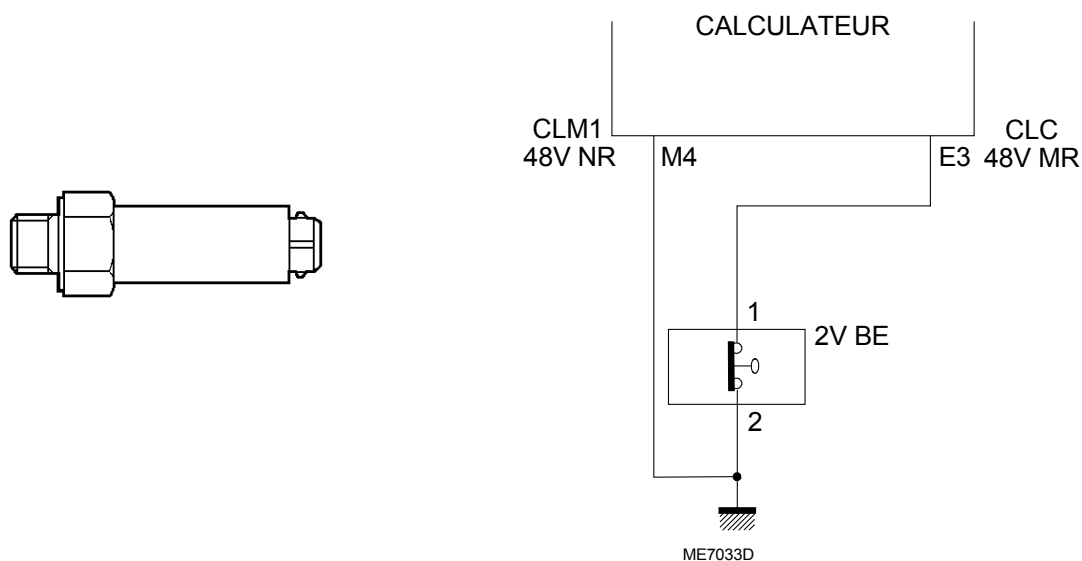 CALCULATEUR
CLM1
48V NR
M4
E3
CLC
48V MR
1
2V BE
2
ME7033D